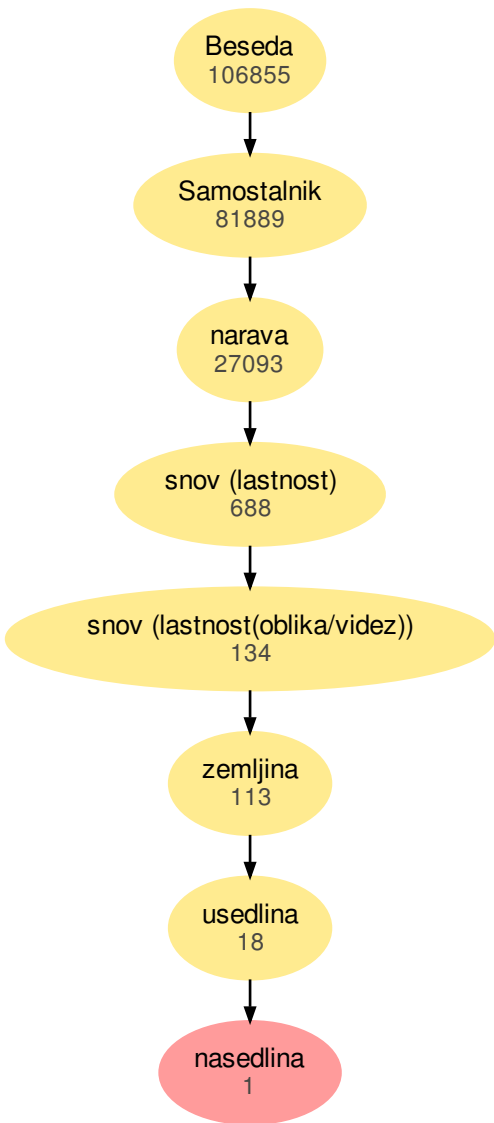 Beseda
106855
Samostalnik
81889
narava
27093
snov (lastnost)
688
snov (lastnost(oblika/videz))
134
zemljina
113
usedlina
18
nasedlina
1